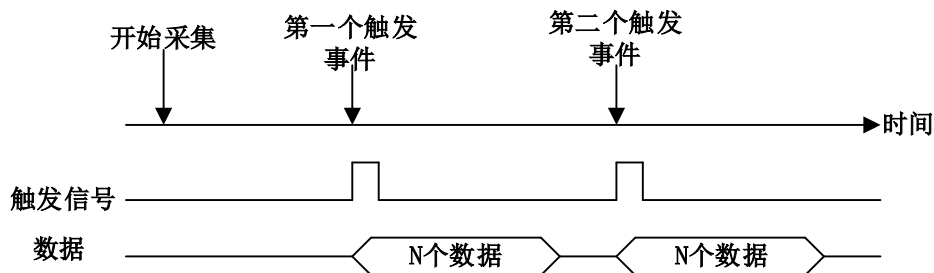 开始采集
第一个触发
事件
第二个触发
事件
时间
触发信号
数据
N个数据
N个数据